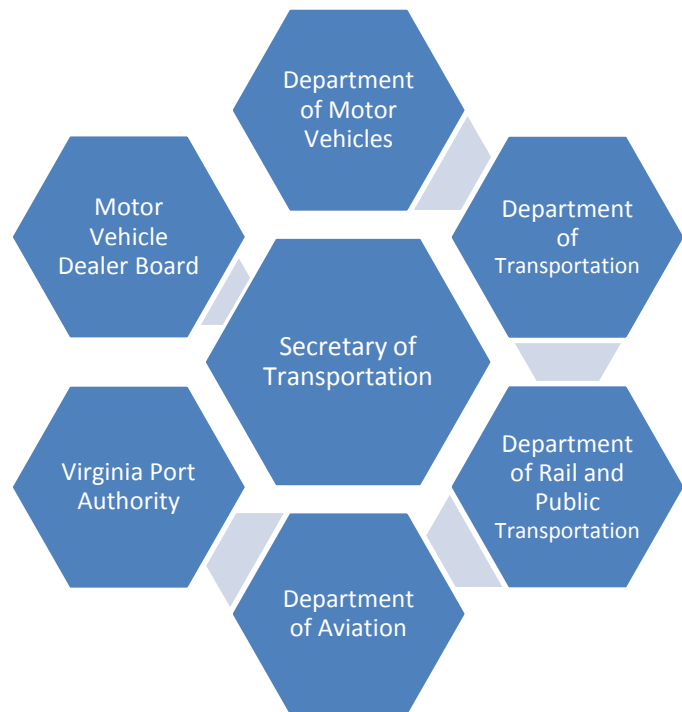 Department
of Motor
Vehicles
Motor
Vehicle
Dealer Board
Department
of
Transportation
Secretary of
Transportation
Virginia Port
Authority
Department
of Rail and
Public
Transportation
Department
of Aviation